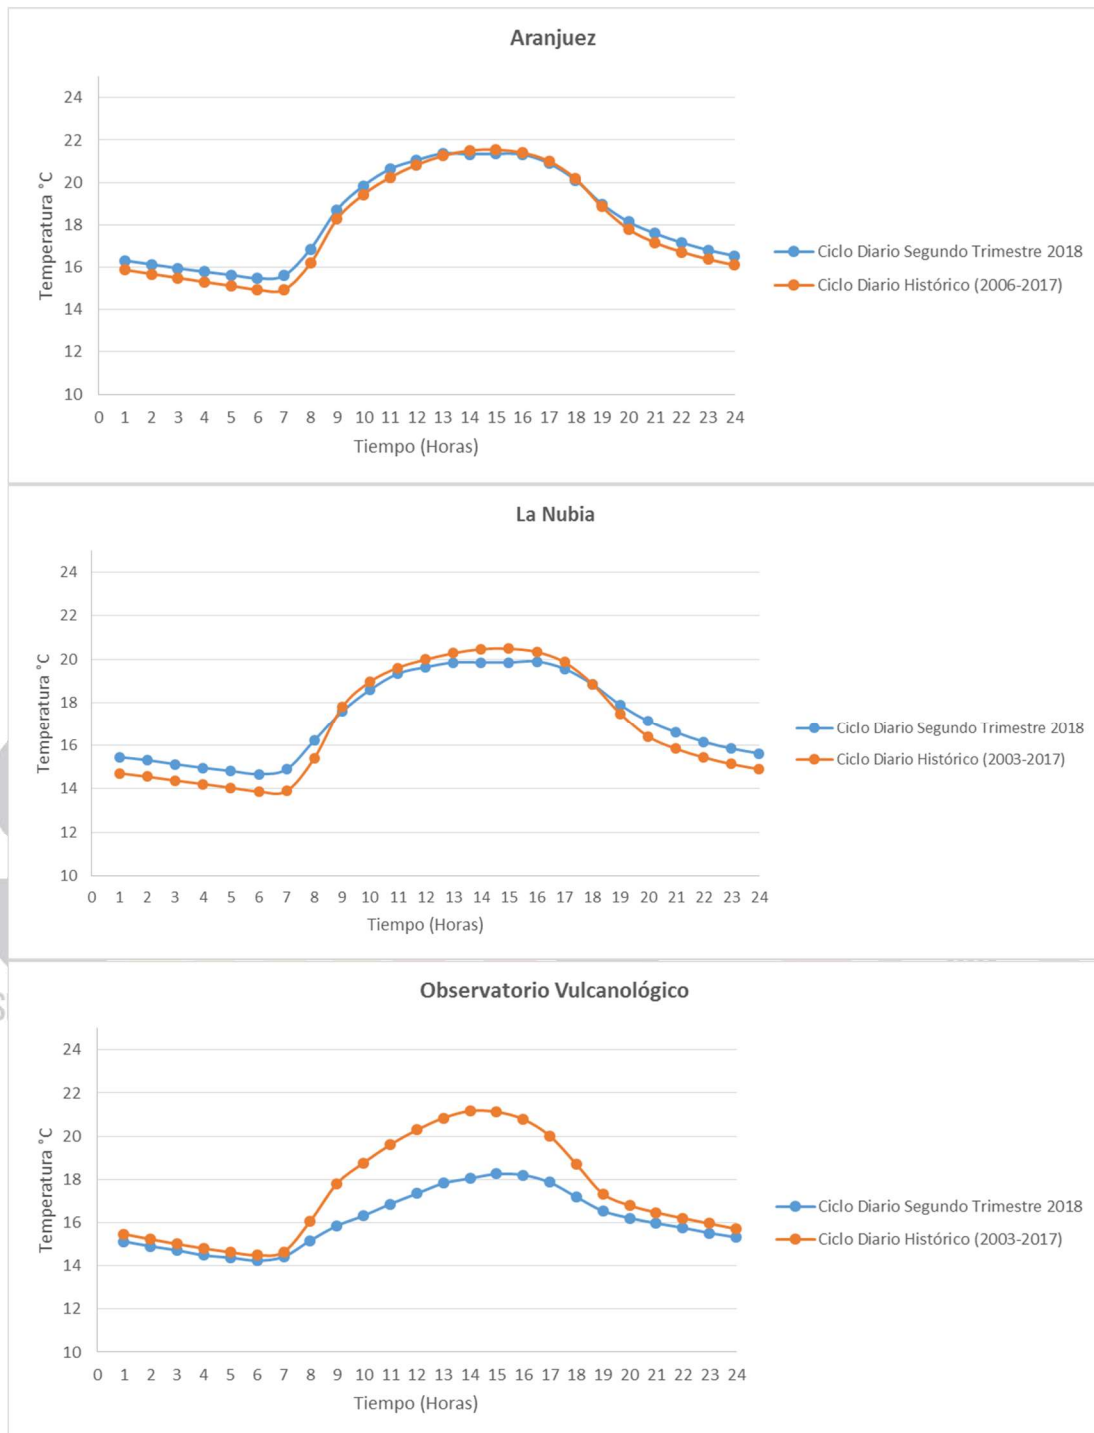 Aranjuez
24
22
20
18
16
14
12
10
Temperatura °C
0 1 2 3 4 5 6 7 8 9 10 11 12 13 14 15 16 17 18 19 20 21 22 23 24
Tiempo (Horas)
Ciclo Diario Segundo Trimestre 2018
Ciclo Diario Histórico (2006-2017)
La Nubia
24
22
20
18
16
14
12
10
Temperatura °C
0 1 2 3 4 5 6 7 8 9 10 11 12 13 14 15 16 17 18 19 20 21 22 23 24
Tiempo (Horas)
Ciclo Diario Segundo Trimestre 2018
Ciclo Diario Histórico (2003-2017)
Observatorio Vulcanológico
24
22
20
18
16
14
12
10
Temperatura °C
0 1 2 3 4 5 6 7 8 9 10 11 12 13 14 15 16 17 18 19 20 21 22 23 24
Tiempo (Horas)
Ciclo Diario Segundo Trimestre 2018
Ciclo Diario Histórico (2003-2017)